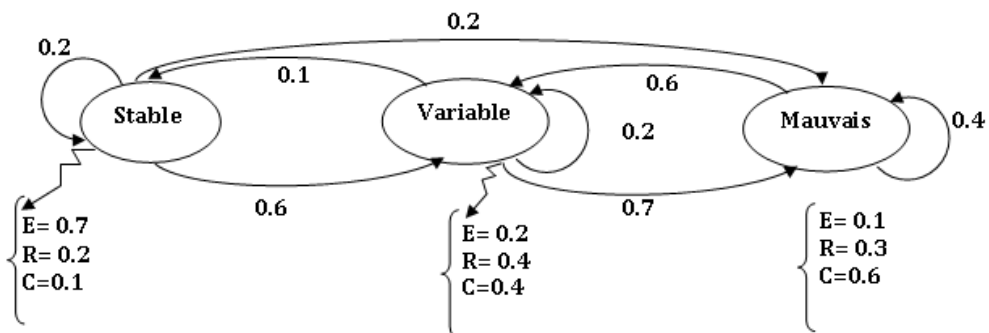 0.2
0.2
0.1
0.6
Stable
Variable
Mauvais
0.2
0.4
0.6
0.7
E= 0.7
R= 0.2
C=0.1
E= 0.2
R= 0.4
C=0.4
E= 0.1
R= 0.3
C=0.6